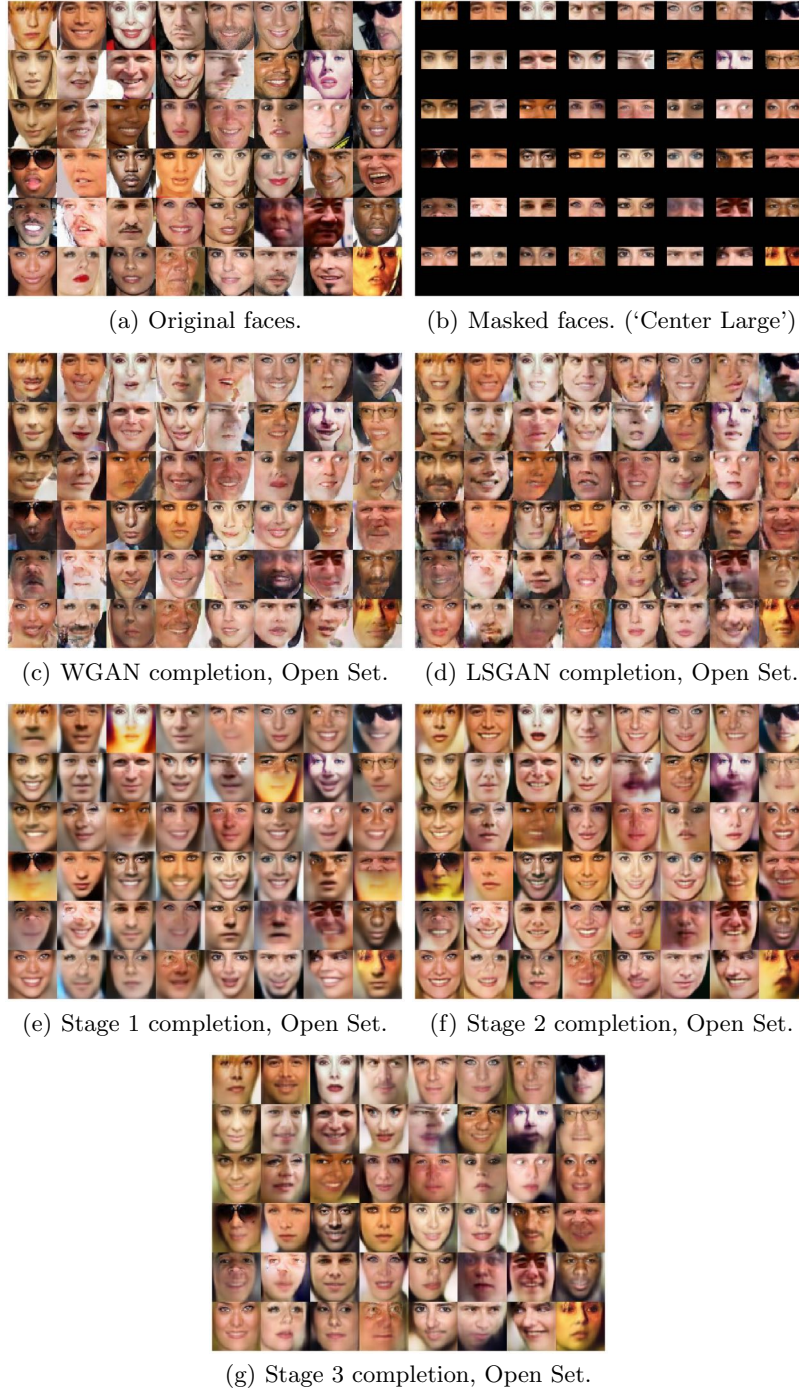 (a) Original faces.
(b) Masked faces. (‘Center Large’)
(c) WGAN completion, Open Set.
(d) LSGAN completion, Open Set.
(e) Stage 1 completion, Open Set.
(f) Stage 2 completion, Open Set.
(g) Stage 3 completion, Open Set.